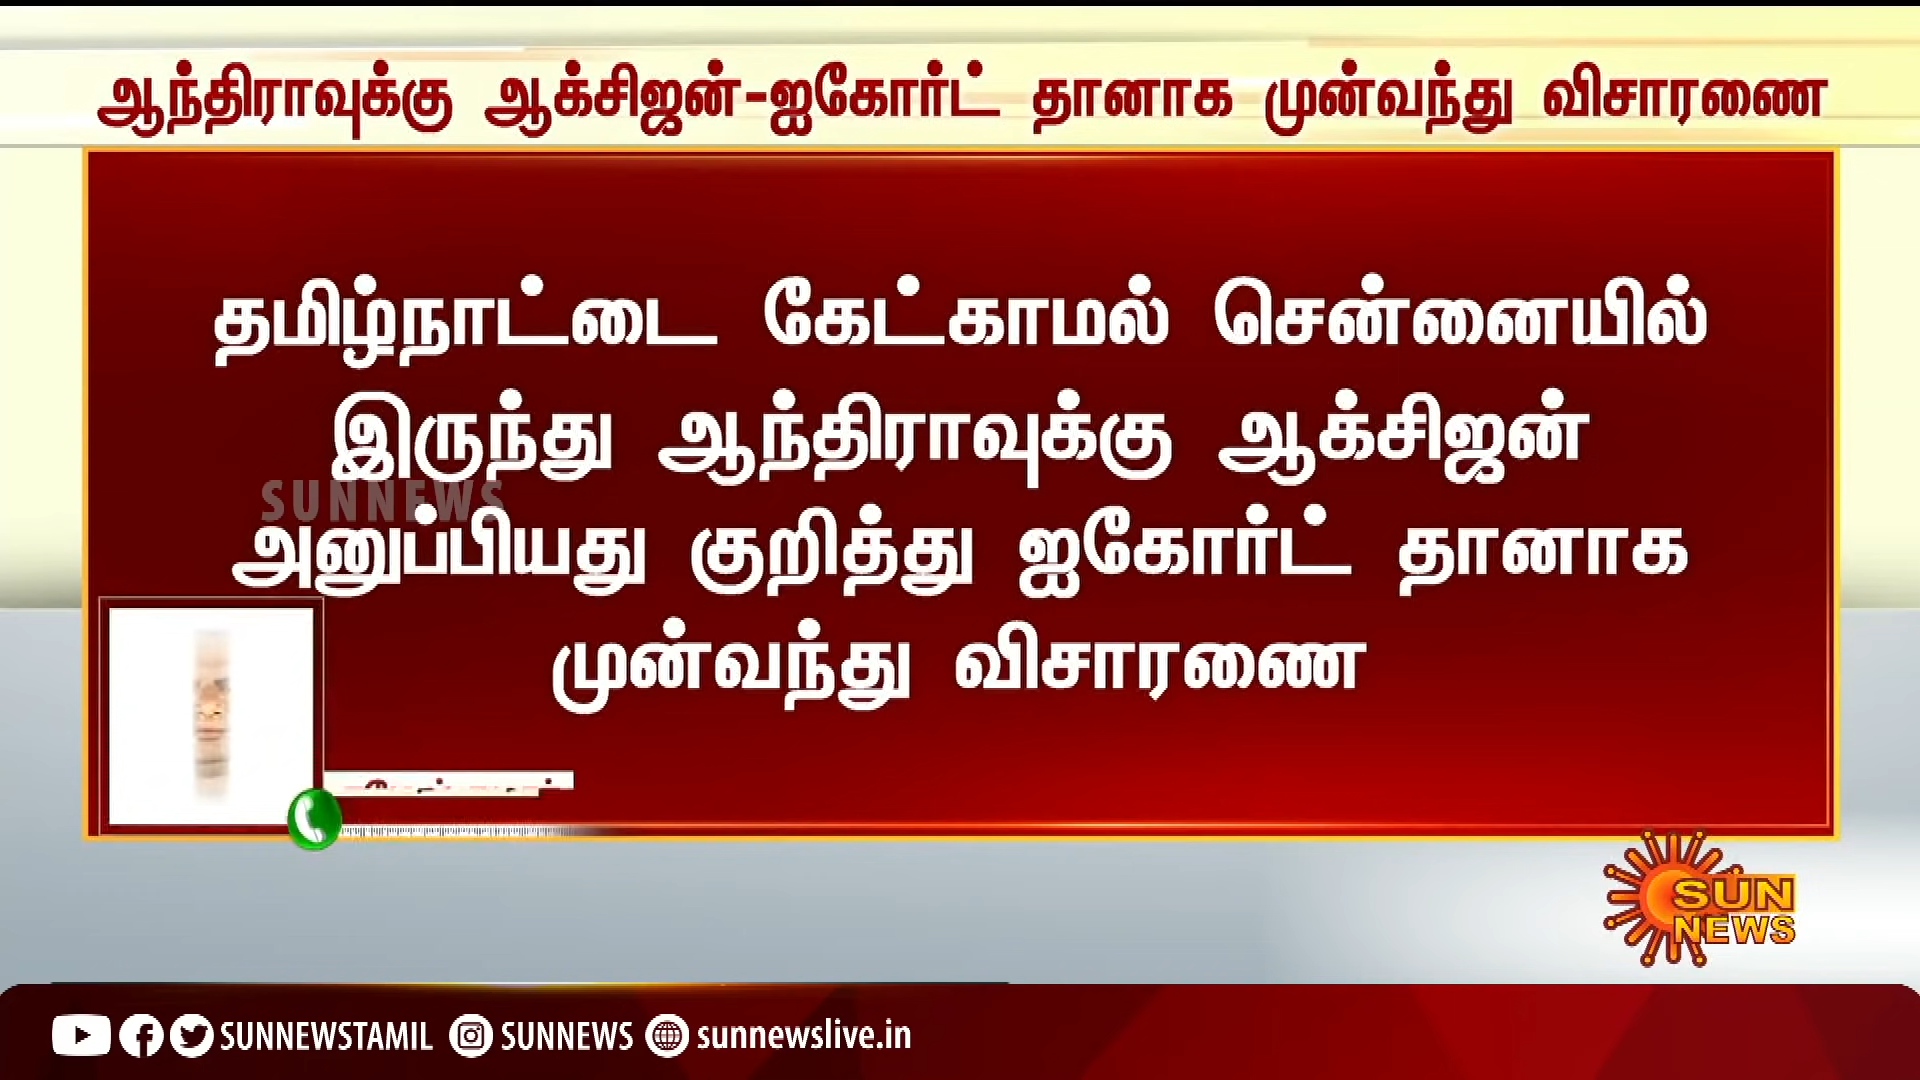 ஆந்திராவுக்கு ஆக்சிஜன்-ஐகோர்ட் தானாக முன்வந்து விசாரணை
தமிழ்நாட்டை கேட்காமல் சென்னையில்
இருந்து ஆந்திராவுக்கு ஆக்சிஜன்
SUNNEWS
அனுப்பியது குறித்து ஐகோர்ட் தானாக
முன்வந்து விசாரணை
SUN
NEWS
SUNNEWSTAMIL SUNNEWS sunnewslive.in